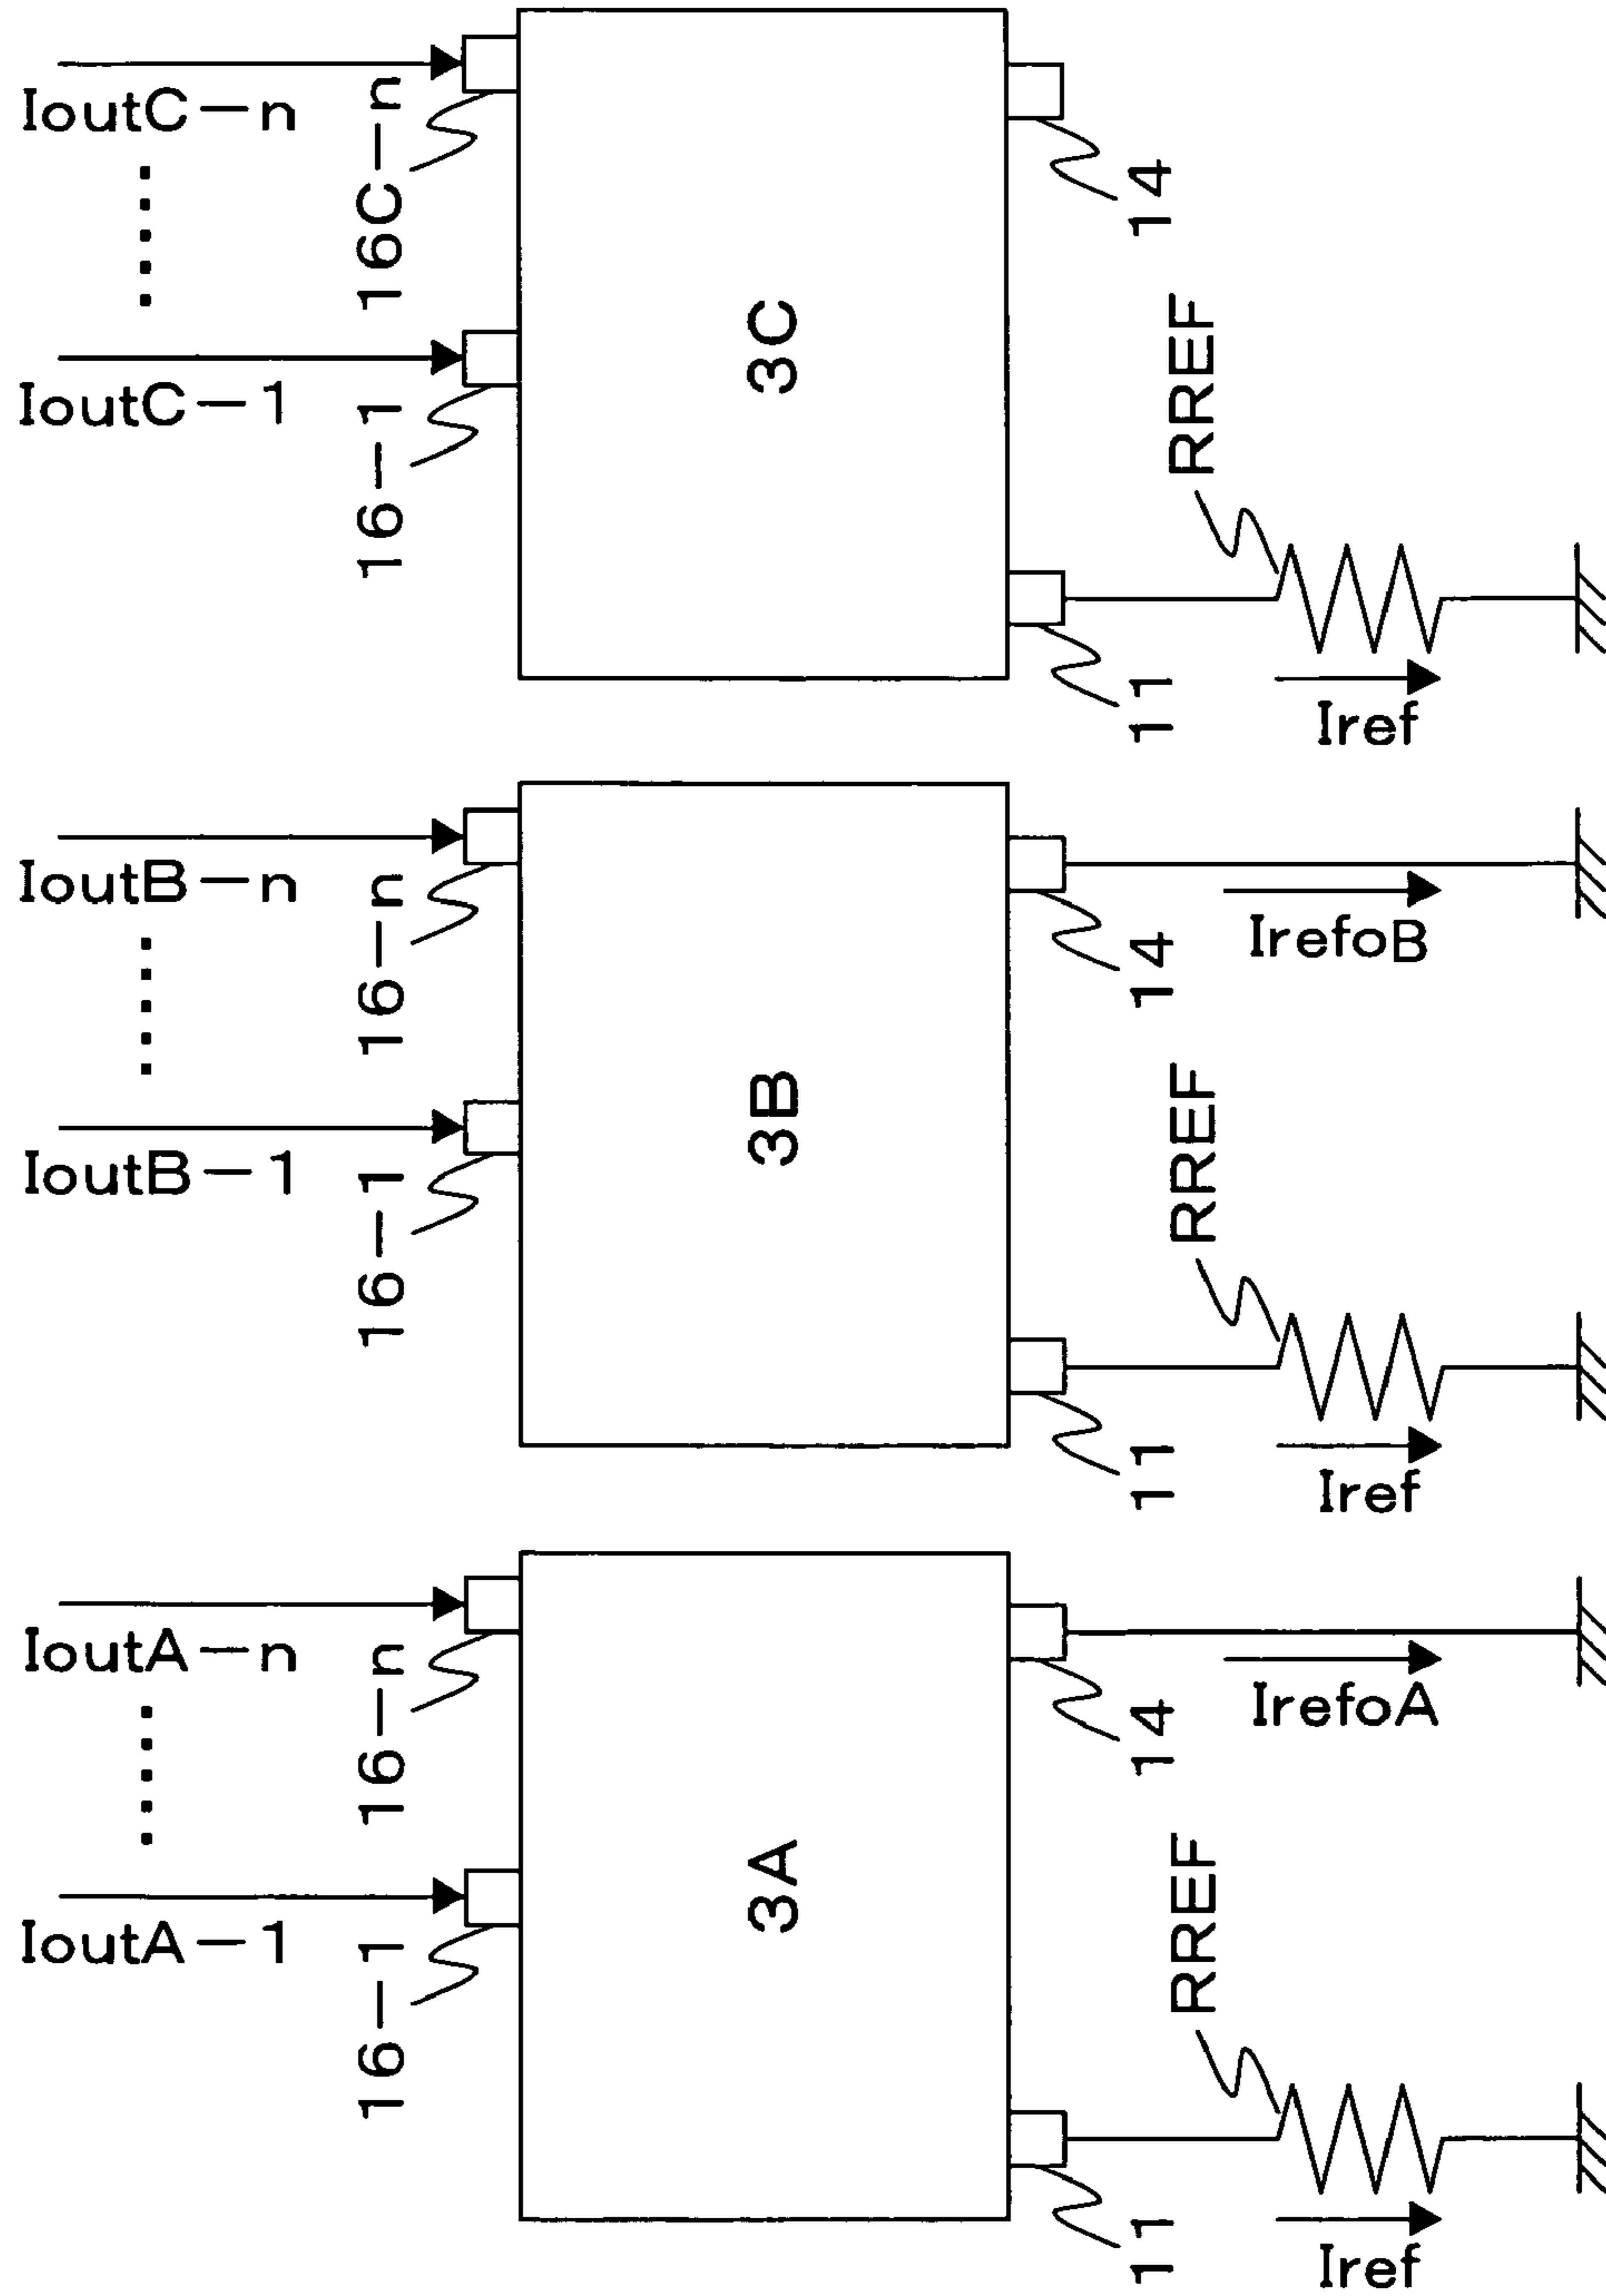 IoutC-n
IoutC-1
16C-n
16-1
3C
14
11
RREF
Iref
IoutB-n
IoutB-1
16-n
16-1
3B
14
IrefoB
11
RREF
Iref
IoutA-n
IoutA-1
16-n
16-1
3A
14
IrefoA
11
RREF
Iref